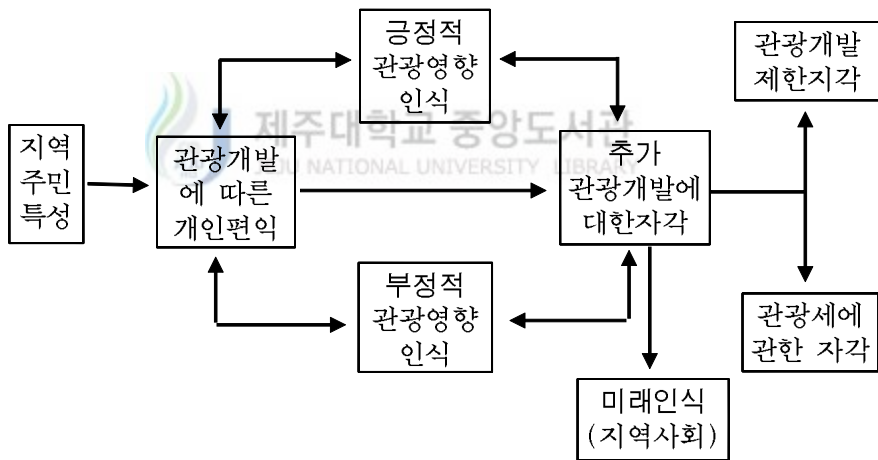 긍정적
관광영향
인식
관광개발
제한지각
제주대학교 중앙도서관
JEJU NATIONAL UNIVERSITY LIBRARY
지역
주민
특성
관광개발
에 따른
개인편익
추가
관광개발에
대한자각
부정적
관광영향
인식
관광세에
관한 자각
미래인식
(지역사회)